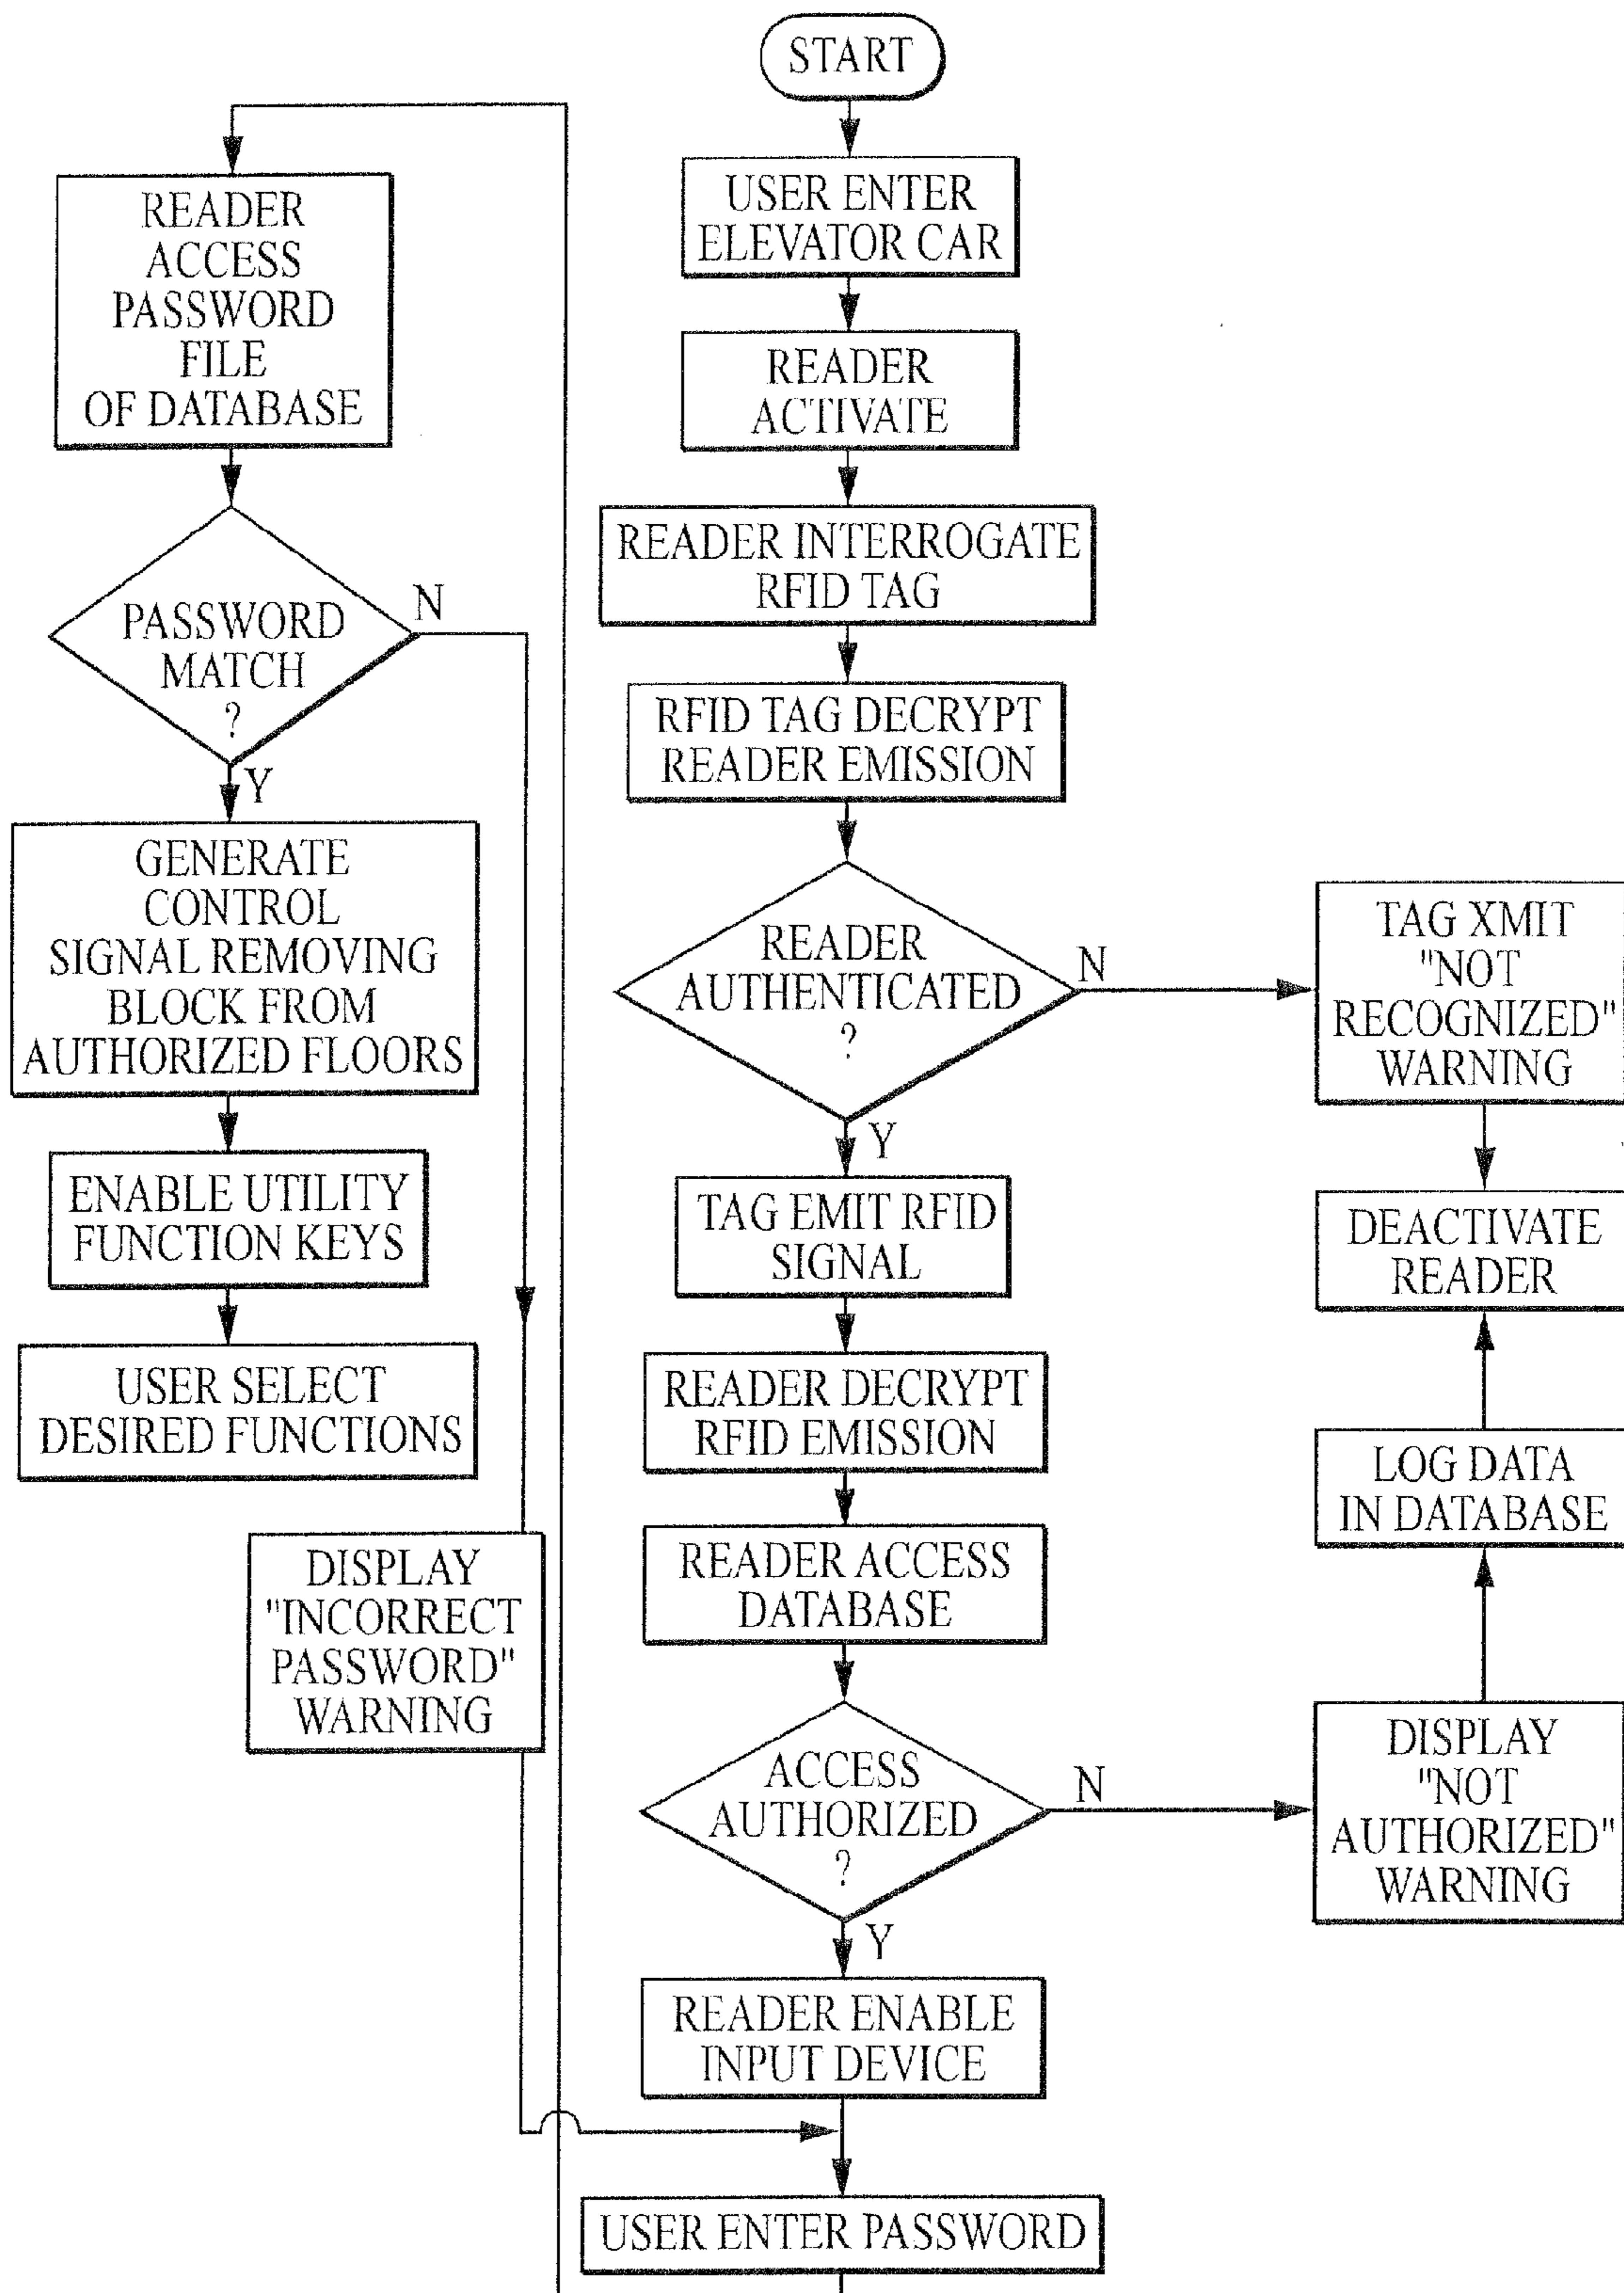 START
USER ENTER
ELEVATOR CAR
READER
ACTIVATE
READER INTERROGATE
RFID TAG
RFID TAG DECRYPT
READER EMISSION
READER
AUTHENTICATED
?
N
Y
TAG XMIT
"NOT
RECOGNIZED"
WARNING
DEACTIVATE
READER
TAG EMIT RFID
SIGNAL
READER DECRYPT
RFID EMISSION
READER ACCESS
DATABASE
ACCESS
AUTHORIZED
?
N
Y
DISPLAY
"NOT
AUTHORIZED"
WARNING
LOG DATA
IN DATABASE
READER ENABLE
INPUT DEVICE
USER ENTER PASSWORD
READER
ACCESS
PASSWORD
FILE
OF DATABASE
PASSWORD
MATCH
?
N
Y
GENERATE
CONTROL
SIGNAL REMOVING
BLOCK FROM
AUTHORIZED FLOORS
ENABLE UTILITY
FUNCTION KEYS
USER SELECT
DESIRED FUNCTIONS
DISPLAY
"INCORRECT
PASSWORD"
WARNING